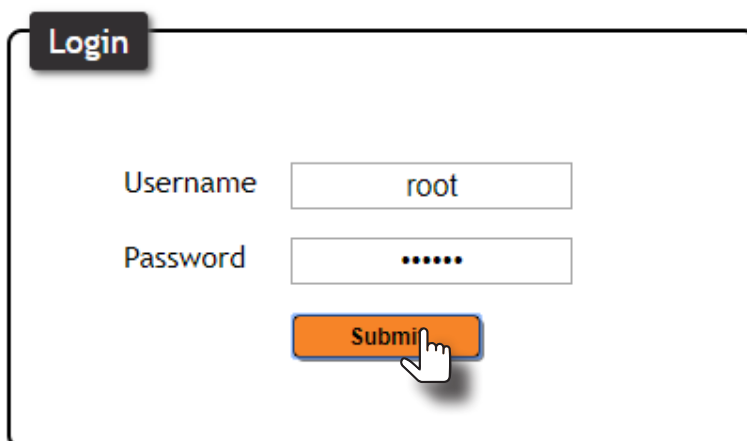 Login
Username root
Password ••••••
Submit